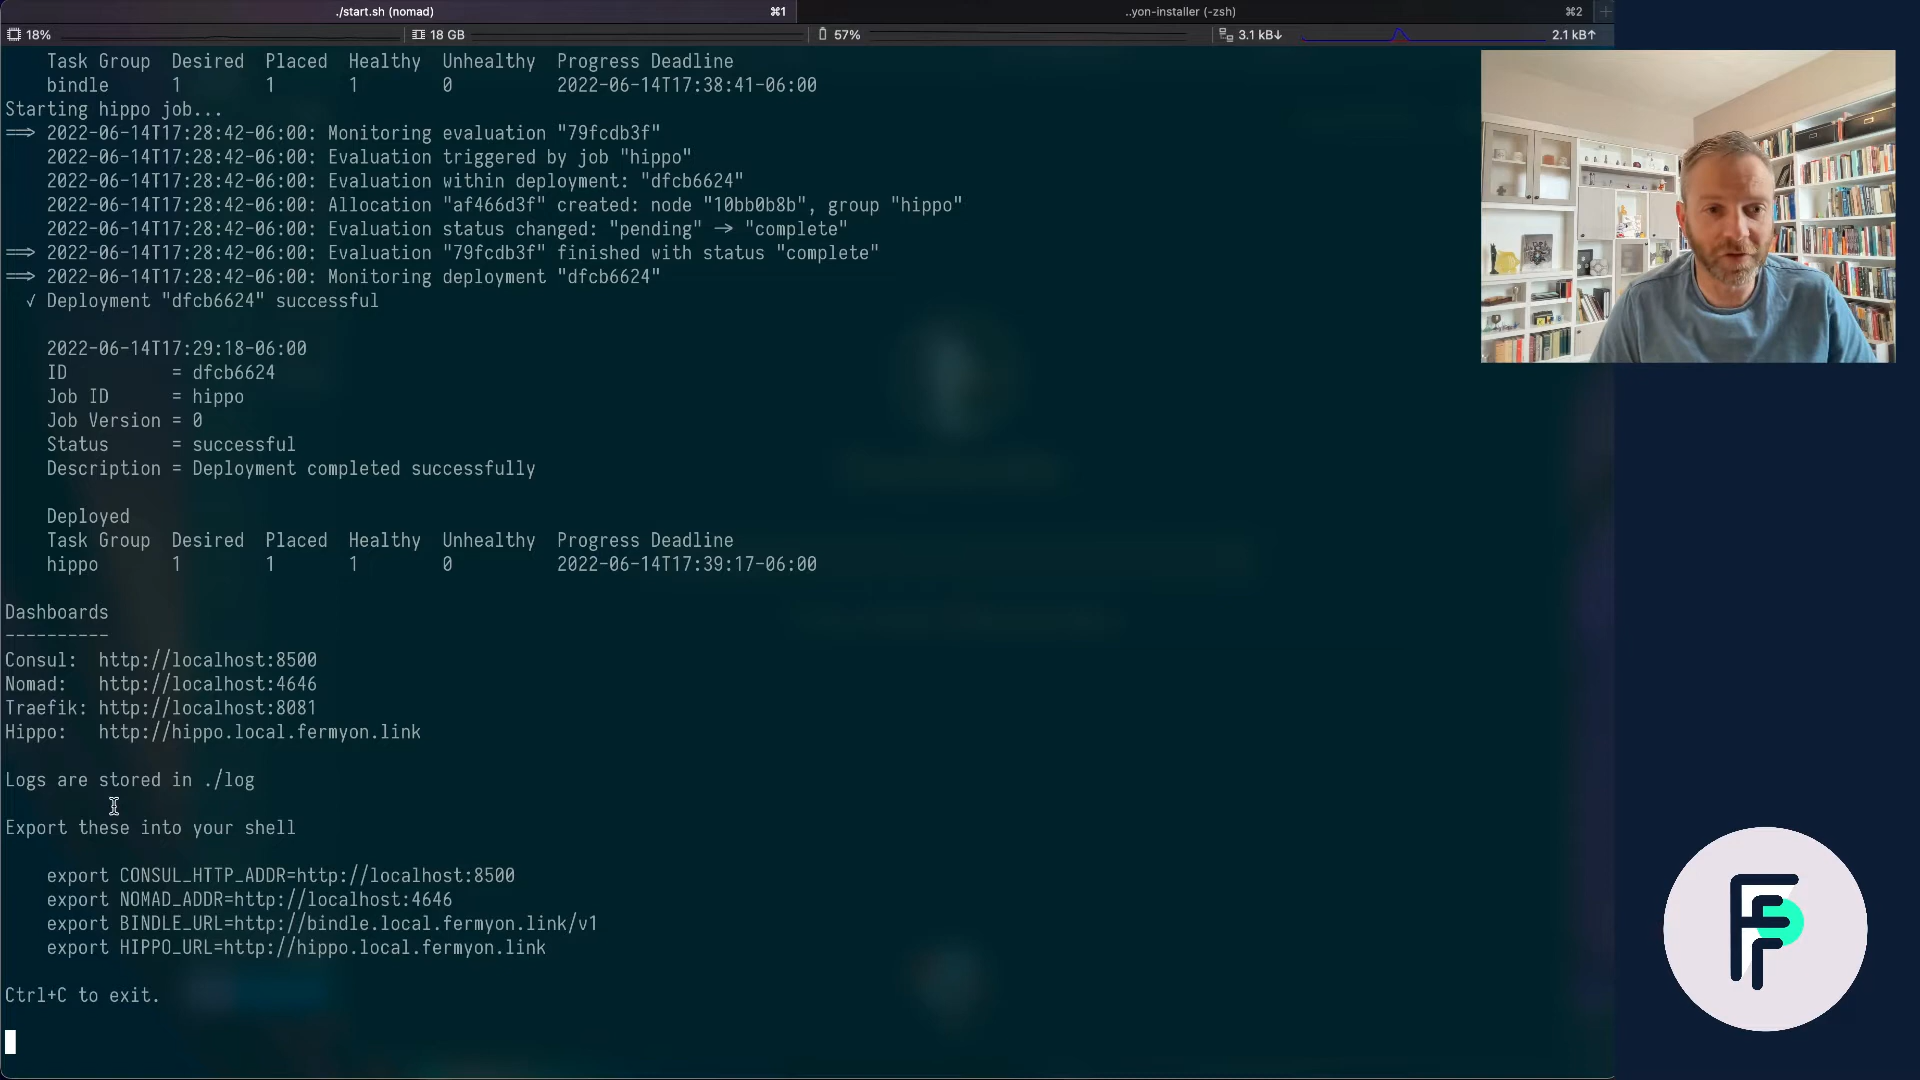 ./start.sh (nomad) ⌘1 ..yon-installer (-zsh) ⌘2 +
18% 18 GB 57% 3.1 kB↓ 2.1 kB↑
Task Group Desired Placed Healthy Unhealthy Progress Deadline
bindle 1 1 1 0 2022-06-14T17:38:41-06:00
Starting hippo job...
==> 2022-06-14T17:28:42-06:00: Monitoring evaluation "79fcdb3f"
2022-06-14T17:28:42-06:00: Evaluation triggered by job "hippo"
2022-06-14T17:28:42-06:00: Evaluation within deployment: "dfcb6624"
2022-06-14T17:28:42-06:00: Allocation "af466d3f" created: node "10bb0b8b", group "hippo"
2022-06-14T17:28:42-06:00: Evaluation status changed: "pending" -> "complete"
==> 2022-06-14T17:28:42-06:00: Evaluation "79fcdb3f" finished with status "complete"
==> 2022-06-14T17:28:42-06:00: Monitoring deployment "dfcb6624"
✓ Deployment "dfcb6624" successful
2022-06-14T17:29:18-06:00
ID = dfcb6624
Job ID = hippo
Job Version = 0
Status = successful
Description = Deployment completed successfully
Deployed
Task Group Desired Placed Healthy Unhealthy Progress Deadline
hippo 1 1 1 0 2022-06-14T17:39:17-06:00
Dashboards
----------
Consul: http://localhost:8500
Nomad: http://localhost:4646
Traefik: http://localhost:8081
Hippo: http://hippo.local.fermyon.link
Logs are stored in ./log
Export these into your shell
export CONSUL_HTTP_ADDR=http://localhost:8500
export NOMAD_ADDR=http://localhost:4646
export BINDLE_URL=http://bindle.local.fermyon.link/v1
export HIPPO_URL=http://hippo.local.fermyon.link
Ctrl+C to exit.